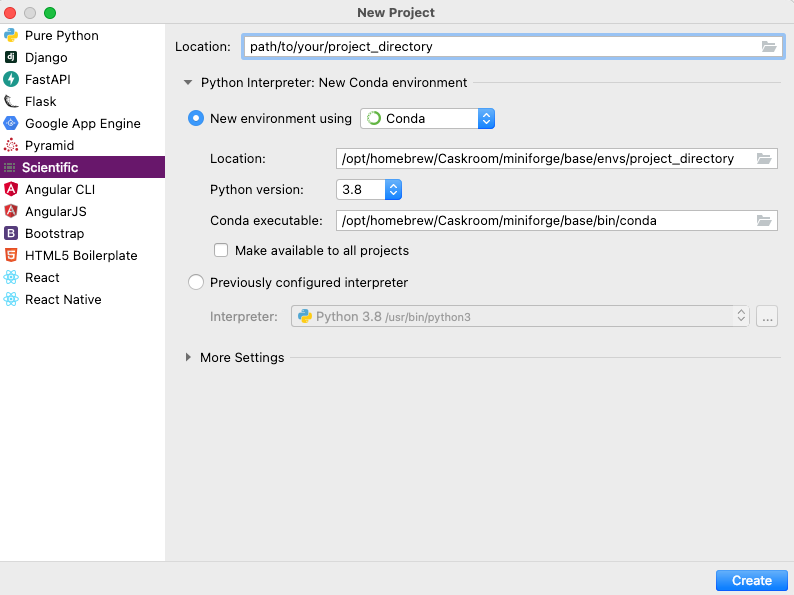 New Project
Pure Python
Django
FastAPI
Flask
Google App Engine
Pyramid
Scientific
Angular CLI
AngularJS
Bootstrap
HTML5 Boilerplate
React
React Native
Location: path/to/your/project_directory
Python Interpreter: New Conda environment
New environment using Conda
Location: /opt/homebrew/Caskroom/miniforge/base/envs/project_directory
Python version: 3.8
Conda executable: /opt/homebrew/Caskroom/miniforge/base/bin/conda
Make available to all projects
Previously configured interpreter
Interpreter: Python 3.8 /usr/bin/python3 ...
More Settings
Create